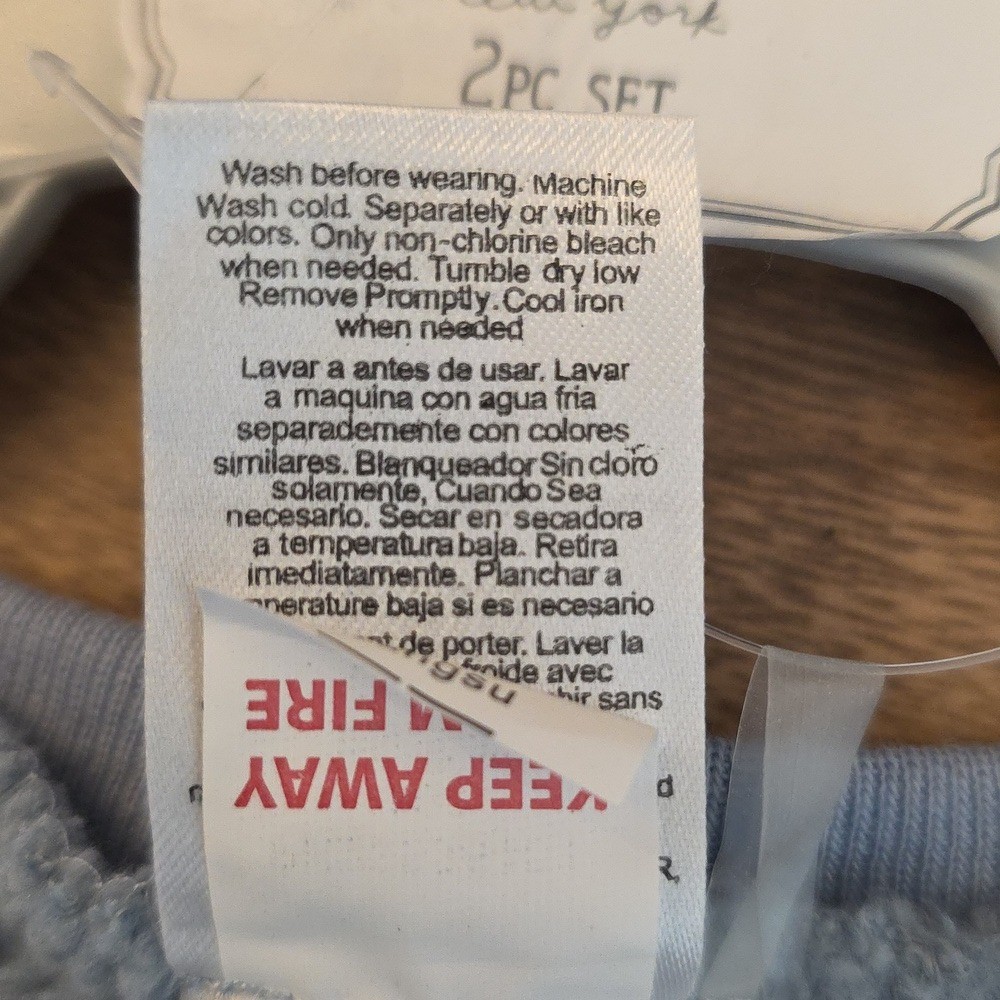 York
2PC SET
Wash before wearing. Machine
Wash cold. Separately or with like
colors. Only non-chlorine bleach
when needed. Tumble dry low
Remove Promptly. Cool iron
when needed
Lavar a antes de usar. Lavar
a maquina con agua fria
separademente con colores
similares. Blanqueador Sin cloro
solamente, Cuando Sea
necesario. Secar en secadora
a temperatura baja. Retira
imediatamente. Planchar a
baja si es necesario
de porter. Laver la
avec
sans
KEEP AWAY
FIRE